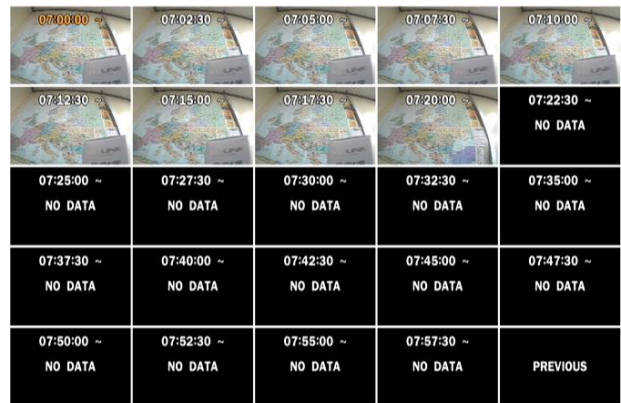 07:00:00 ~
07:02:30 ~
07:05:00 ~
07:07:30 ~
07:10:00 ~
07:12:30 ~
07:15:00 ~
07:17:30 ~
07:20:00 ~
07:22:30 ~
NO DATA
07:25:00 ~
NO DATA
07:27:30 ~
NO DATA
07:30:00 ~
NO DATA
07:32:30 ~
NO DATA
07:35:00 ~
NO DATA
07:37:30 ~
NO DATA
07:40:00 ~
NO DATA
07:42:30 ~
NO DATA
07:45:00 ~
NO DATA
07:47:30 ~
NO DATA
07:50:00 ~
NO DATA
07:52:30 ~
NO DATA
07:55:00 ~
NO DATA
07:57:30 ~
NO DATA
PREVIOUS